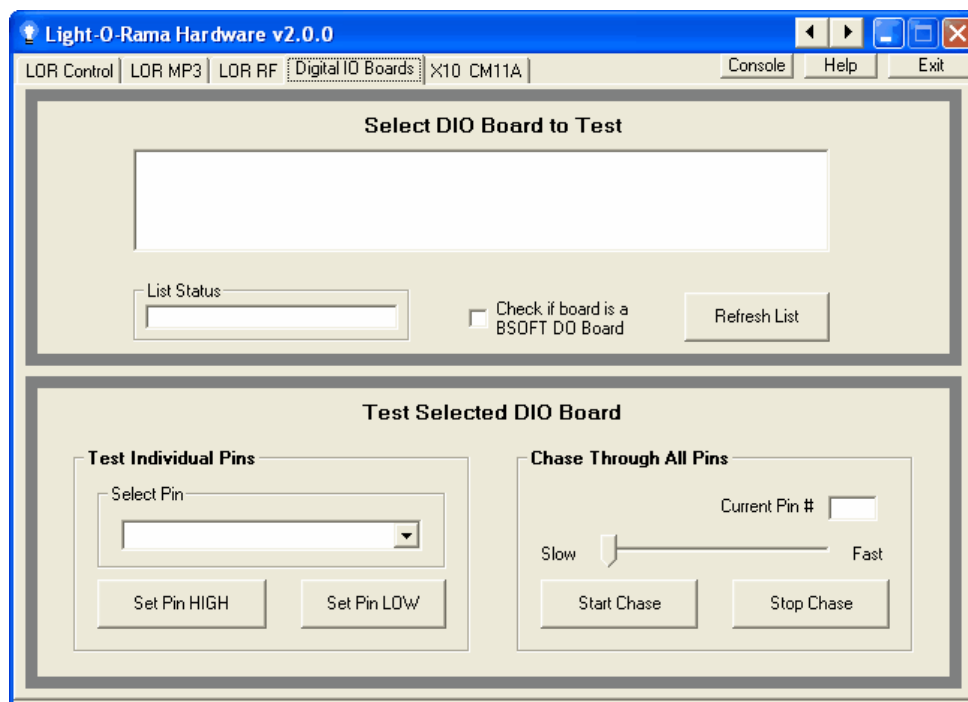 Light-O-Rama Hardware v2.0.0
LOR Control LOR MP3 LOR RF Digital IO Boards X10 CM11A Console Help Exit
Select DIO Board to Test
List Status
Check if board is a
BSOFT DO Board
Refresh List
Test Selected DIO Board
Test Individual Pins
Select Pin
Set Pin HIGH Set Pin LOW
Chase Through All Pins
Current Pin #
Slow Fast
Start Chase Stop Chase